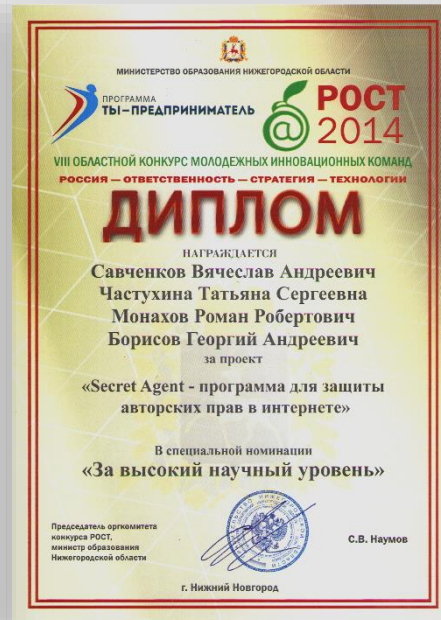 МИНИСТЕРСТВО ОБРАЗОВАНИЯ НИЖЕГОРОДСКОЙ ОБЛАСТИ
ПРОГРАММА
ТЫ–ПРЕДПРИНИМАТЕЛЬ
РОСТ
2014
VIII ОБЛАСТНОЙ КОНКУРС МОЛОДЕЖНЫХ ИННОВАЦИОННЫХ КОМАНД
РОССИЯ — ОТВЕТСТВЕННОСТЬ — СТРАТЕГИЯ — ТЕХНОЛОГИИ
ДИПЛОМ
НАГРАЖДАЕТСЯ
Савченков Вячеслав Андреевич
Частухина Татьяна Сергеевна
Монахов Роман Робертович
Борисов Георгий Андреевич
за проект
«Secret Agent - программа для защиты
авторских прав в интернете»
В специальной номинации
«За высокий научный уровень»
Председатель оргкомитета
конкурса РОСТ,
министр образования
Нижегородской области
С.В. Наумов
г. Нижний Новгород